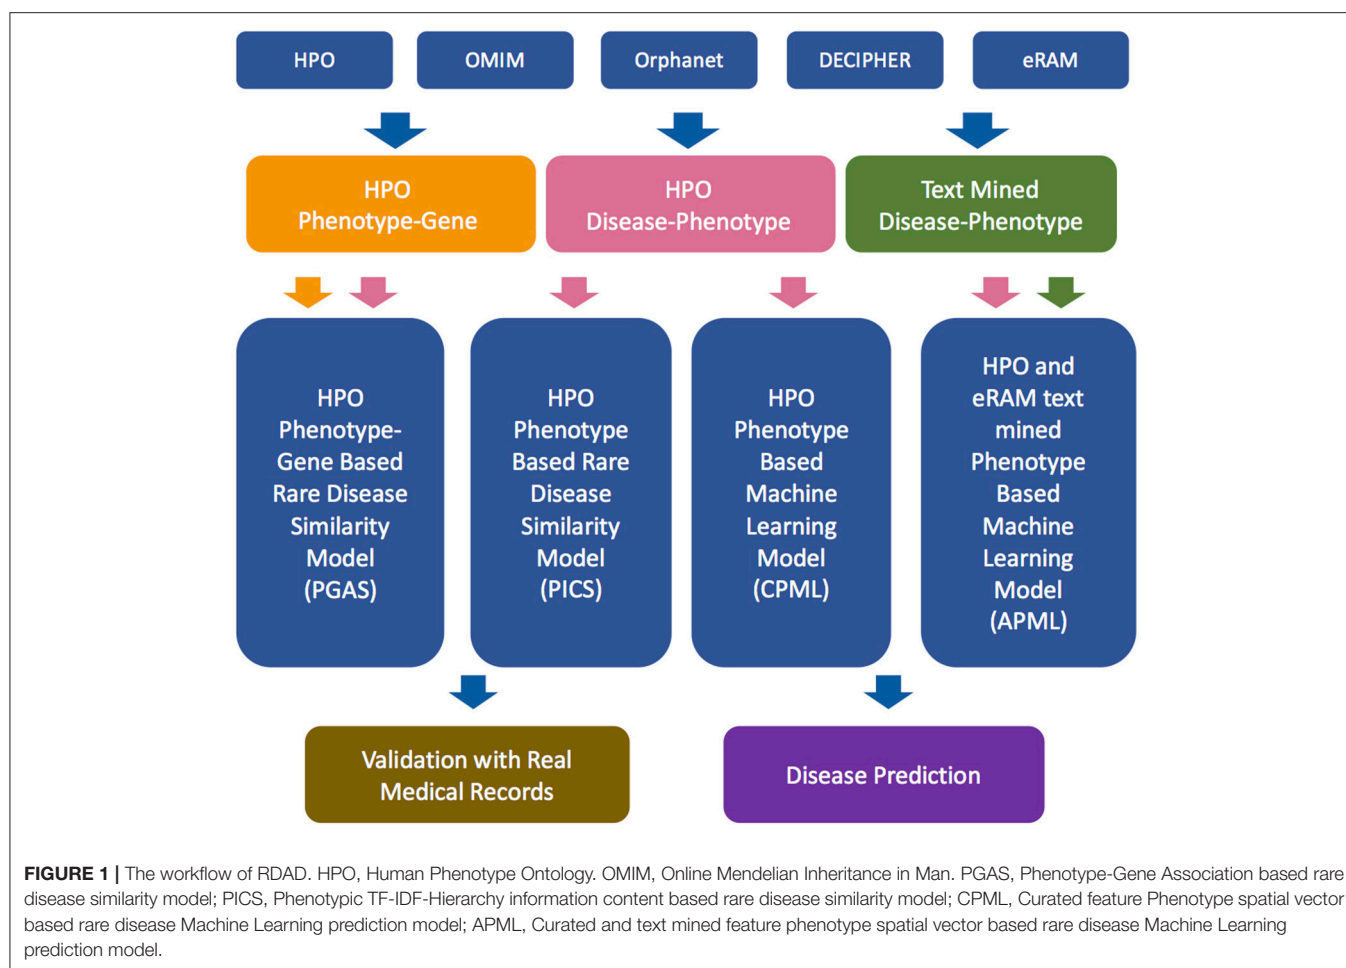 HPO
OMIM
Orphanet
DECIPHER
eRAM
HPO
Phenotype-Gene
HPO
Disease-Phenotype
Text Mined
Disease-Phenotype
HPO
Phenotype-
Gene Based
Rare Disease
Similarity
Model
(PGAS)
HPO
Phenotype
Based Rare
Disease
Similarity
Model
(PICS)
HPO
Phenotype
Based
Machine
Learning
Model
(CPML)
HPO and
eRAM text
mined
Phenotype
Based
Machine
Learning
Model
(APML)
Validation with Real
Medical Records
Disease Prediction
FIGURE 1 | The workflow of RDAD. HPO, Human Phenotype Ontology. OMIM, Online Mendelian Inheritance in Man. PGAS, Phenotype-Gene Association based rare
disease similarity model; PICS, Phenotypic TF-IDF-Hierarchy information content based rare disease similarity model; CPML, Curated feature Phenotype spatial vector
based rare disease Machine Learning prediction model; APML, Curated and text mined feature phenotype spatial vector based rare disease Machine Learning
prediction model.